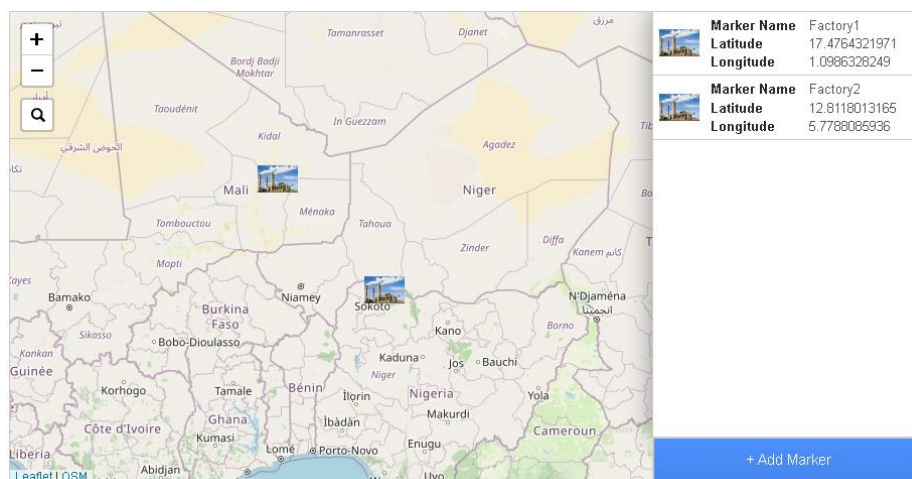 +
−
مرزق
Tamanrasset
Djanet
Bordj Badji
Mokhtar
Taoudénit
In Guezzam
Kidal
Agadez
الحوض الشرقي
Mali
Niger
Ménaka
Tombouctou
Tahoua
Zinder
Diffa
Kanem كانم
Mopti
Niamey
Sokoto
N'Djaména
انجمينا
Bamako
Burkina
Faso
Kano
Borno
Sikasso
Bobo-Dioulasso
Kaduna
Jos
Bauchi
Kankan
Guinée
Niger
Korhogo
Tamale
Bénin
Ìlọrin
Nigeria
Yola
Ghana
Ìbàdàn
Makurdi
Côte d'Ivoire
Kumasi
Enugu
Cameroun
Liberia
Lomé
Porto-Novo
Abidjan
Uyo
Leaflet | OSM
Marker Name Factory1
Latitude 17.4764321971
Longitude 1.0986328249
Marker Name Factory2
Latitude 12.8118013165
Longitude 5.7788085936
+ Add Marker